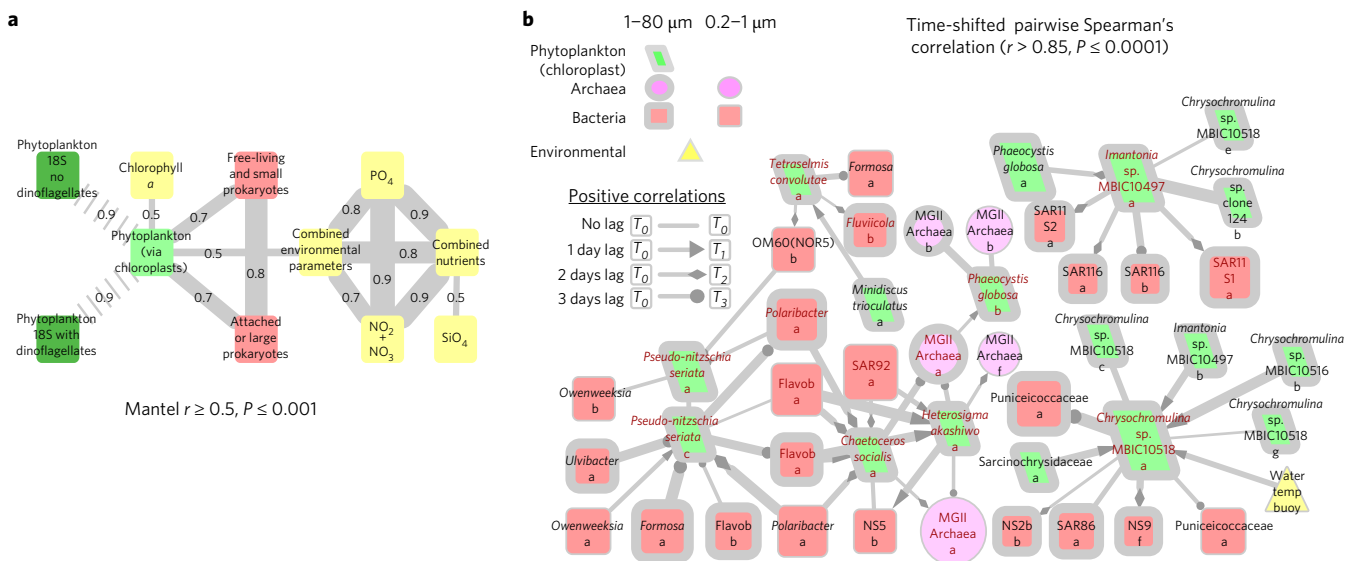 a
Phytoplankton
18S
no
dinoflagellates
Chlorophyll
a
Free-living
and small
prokaryotes
PO4
0.9
0.5
0.7
0.8
0.9
Phytoplankton
(via
chloroplasts)
0.5
Combined
environmental
parameters
0.8
Combined
nutrients
0.8
0.9
0.9
0.7
0.7
0.9
0.5
Phytoplankton
18S with
dinoflagellates
Attached
or large
prokaryotes
NO2
+
NO3
SiO4
Mantel r ≥ 0.5, P ≤ 0.001
b
1–80 μm 0.2–1 μm
Phytoplankton
(chloroplast)
Archaea
Bacteria
Environmental
Positive correlations
No lag T0 T0
1 day lag T0 T1
2 days lag T0 T2
3 days lag T0 T3
Time-shifted pairwise Spearman's
correlation (r > 0.85, P ≤ 0.0001)
Tetraselmis
convolutae
a
Formosa
a
Fluviicola
b
OM60(NOR5)
b
Minidiscus
trioculatus
a
MGII
Archaea
b
MGII
Archaea
b
Phaeocystis
globosa
b
Phaeocystis
globosa
a
Imantonia
sp.
MBIC10497
a
Chrysochromulina
sp.
MBIC10518
e
Chrysochromulina
sp.
clone
124
b
SAR11
S2
a
SAR116
a
SAR116
b
SAR11
S1
a
Polaribacter
a
Pseudo-nitzschia
seriata
a
Owenweeksia
b
Flavob
a
SAR92
a
MGII
Archaea
a
MGII
Archaea
f
Pseudo-nitzschia
seriata
c
Ulvibacter
a
Flavob
a
Chaetoceros
socialis
a
Heterosigma
akashiwo
a
Owenweeksia
a
Formosa
a
Flavob
b
Polaribacter
a
NS5
b
MGII
Archaea
a
Chrysochromulina
sp.
MBIC10518
c
Imantonia
sp.
MBIC10497
b
Chrysochromulina
sp.
MBIC10516
b
Puniceicoccaceae
a
Chrysochromulina
sp.
MBIC10518
a
Chrysochromulina
sp.
MBIC10518
g
Sarcinochrysidaceae
a
Water
temp
buoy
NS2b
b
SAR86
a
NS9
f
Puniceicoccaceae
a